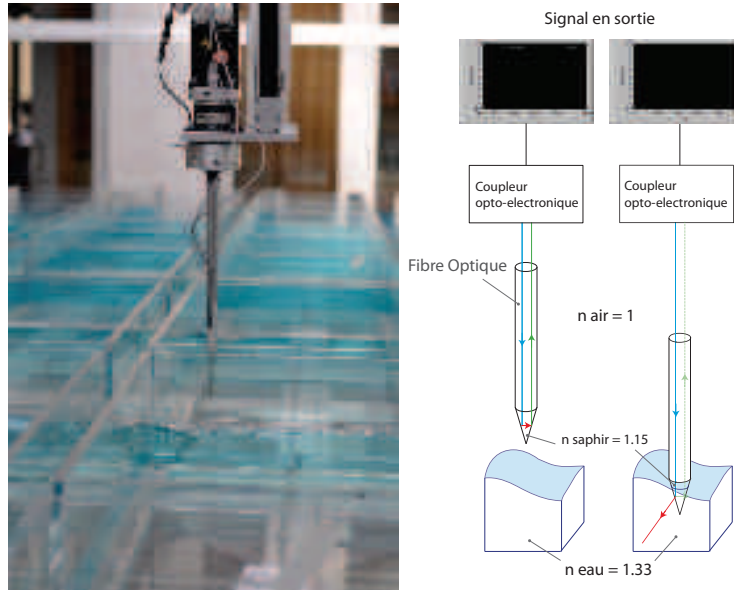 Signal en sortie
Coupleur
opto-electronique
Coupleur
opto-electronique
Fibre Optique
n air = 1
n saphir = 1.15
n eau = 1.33